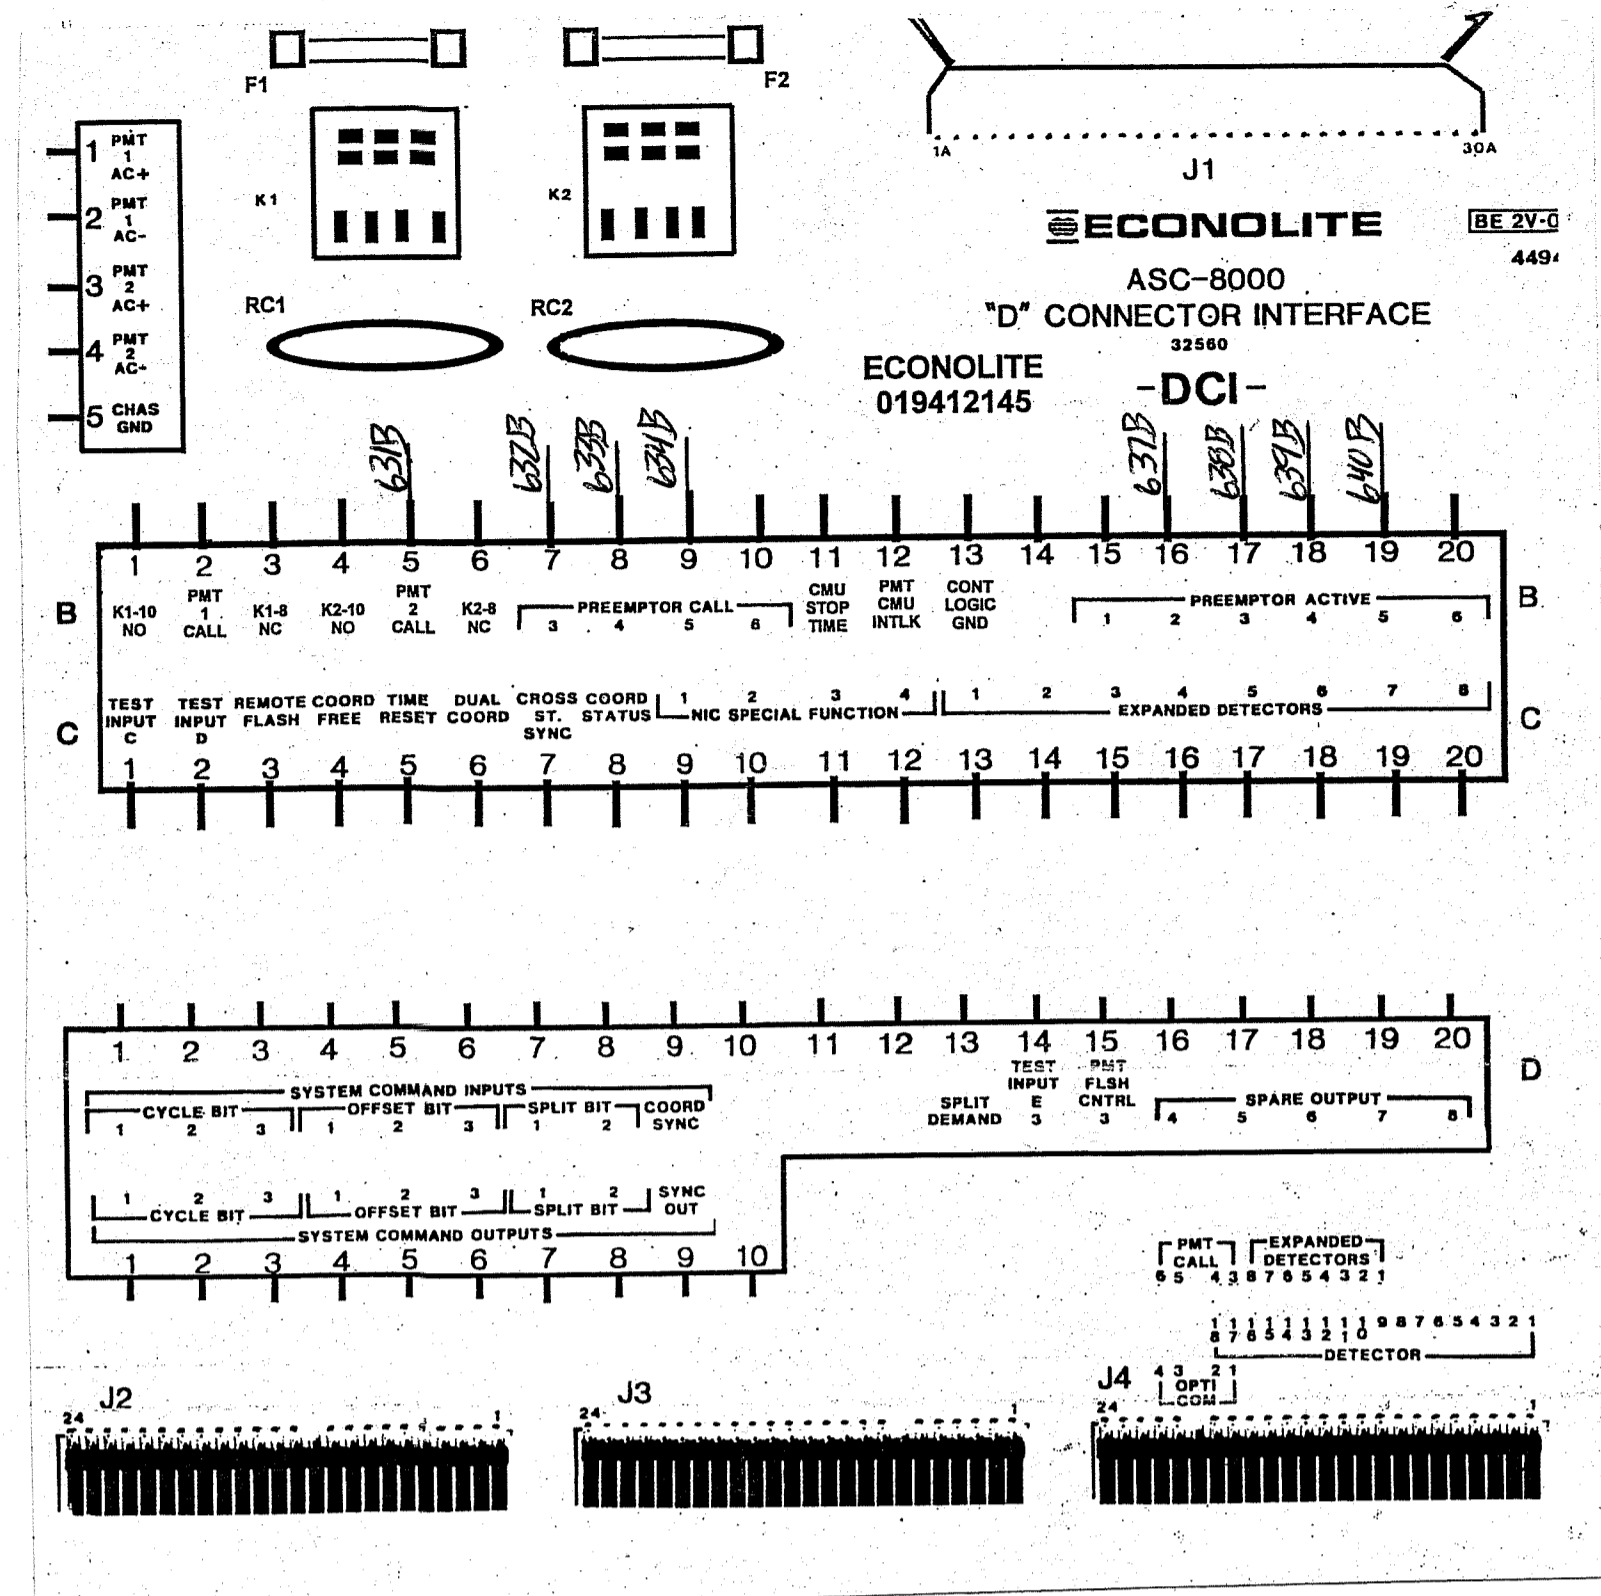 F1
F2
1 PMT 1 AC+
2 PMT 1 AC-
3 PMT 2 AC+
4 PMT 2 AC-
5 CHAS GND
K1
K2
RC1
RC2
1A 30A
J1
ECONOLITE
BE 2V-0
ASC-8000
"D" CONNECTOR INTERFACE
32560
-DCI-
ECONOLITE
019412145
631B 632B 633B 634B 637B 638B 639B 640B
1 2 3 4 5 6 7 8 9 10 11 12 13 14 15 16 17 18 19 20
B
K1-10 NO
PMT 1 CALL
K1-8 NC
K2-10 NO
PMT 2 CALL
K2-8 NC
PREEMPTOR CALL
3 4 5 6
CMU STOP TIME
PMT CMU INTLK
CONT LOGIC GND
PREEMPTOR ACTIVE
1 2 3 4 5 6
B
C
TEST INPUT C
TEST INPUT D
REMOTE FLASH
COORD FREE
TIME RESET
DUAL COORD
CROSS ST. SYNC
COORD STATUS
1 2 3 4
NIC SPECIAL FUNCTION
1 2 3 4 5 6 7 8
EXPANDED DETECTORS
C
1 2 3 4 5 6 7 8 9 10 11 12 13 14 15 16 17 18 19 20
1 2 3 4 5 6 7 8 9 10 11 12 13 14 15 16 17 18 19 20
D
SYSTEM COMMAND INPUTS
CYCLE BIT
1 2 3
OFFSET BIT
1 2 3
SPLIT BIT
1 2
COORD SYNC
SPLIT DEMAND
TEST INPUT E 3
PMT FLSH CNTRL 3
SPARE OUTPUT
4 5 6 7 8
1 2 3
CYCLE BIT
1 2 3
OFFSET BIT
1 2
SPLIT BIT
SYNC OUT
SYSTEM COMMAND OUTPUTS
1 2 3 4 5 6 7 8 9 10
PMT CALL
6 5 4 3
EXPANDED DETECTORS
8 7 6 5 4 3 2 1
18 17 16 15 14 13 12 11 10 9 8 7 6 5 4 3 2 1
DETECTOR
4 3 2 1
OPTI COM
J2
24 1
J3
24 1
J4
24 1